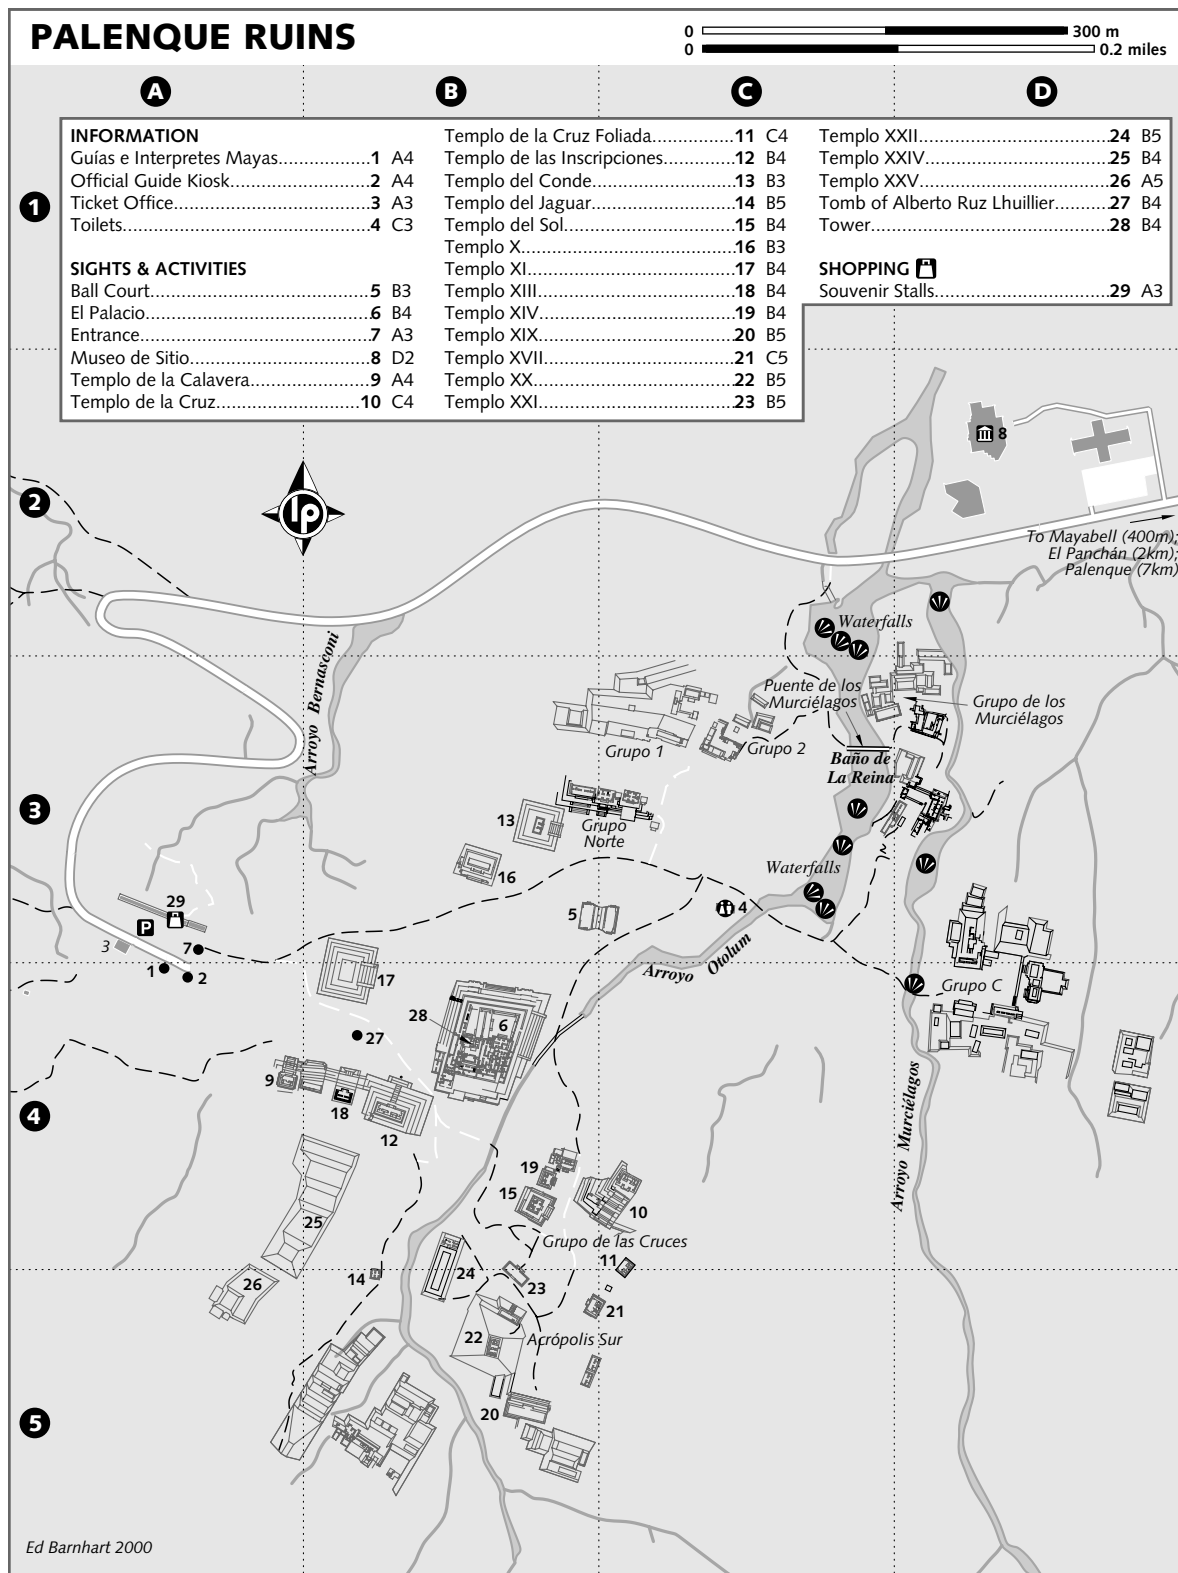 PALENQUE RUINS
0 300 m
0 0.2 miles
A B C D
INFORMATION
Guías e Interpretes Mayas....................1 A4
Official Guide Kiosk..............................2 A4
Ticket Office..........................................3 A3
Toilets....................................................4 C3
SIGHTS & ACTIVITIES
Ball Court..............................................5 B3
El Palacio...............................................6 B4
Entrance................................................7 A3
Museo de Sitio......................................8 D2
Templo de la Calavera..........................9 A4
Templo de la Cruz..............................10 C4
Templo de la Cruz Foliada..................11 C4
Templo de las Inscripciones................12 B4
Templo del Conde..............................13 B3
Templo del Jaguar..............................14 B5
Templo del Sol....................................15 B4
Templo X............................................16 B3
Templo XI...........................................17 B4
Templo XIII.........................................18 B4
Templo XIV.........................................19 B4
Templo XIX.........................................20 B5
Templo XVII........................................21 C5
Templo XX..........................................22 B5
Templo XXI.........................................23 B5
Templo XXII........................................24 B5
Templo XXIV.......................................25 B4
Templo XXV........................................26 A5
Tomb of Alberto Ruz Lhuillier.............27 B4
Tower.................................................28 B4
SHOPPING
Souvenir Stalls....................................29 A3
1
8
2
lp
To Mayabell (400m);
El Panchán (2km);
Palenque (7km)
Waterfalls
Arroyo Bernasconi
Puente de los
Murciélagos
Grupo de los
Murciélagos
Grupo 1
Grupo 2
Baño de
La Reina
3
13
Grupo
Norte
16
Waterfalls
29
P
5
4
3
7
1
2
17
Arroyo Otolum
Grupo C
28
6
27
9
18
12
4
Arroyo Murciélagos
19
15
10
25
Grupo de las Cruces
11
14
24
23
26
21
22
Acrópolis Sur
20
5
Ed Barnhart 2000